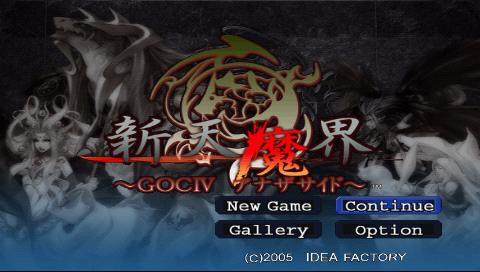 新天魔界
～GOCIV アナザサイド～™
New Game Continue
Gallery Option
(C)2005 IDEA FACTORY